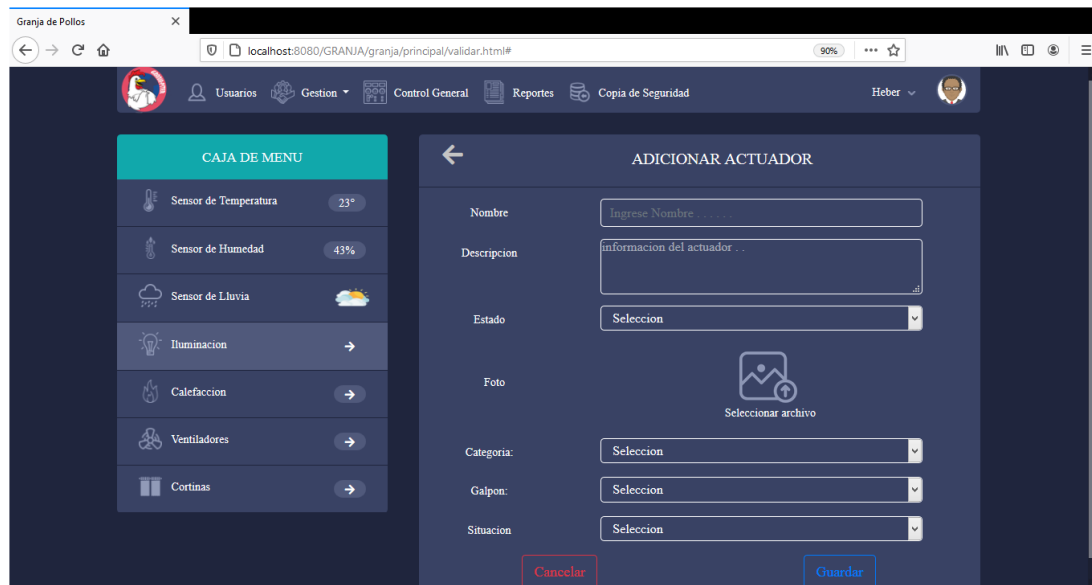 Granja de Pollos
localhost:8080/GRANJA/granja/principal/validar.html#
90%
Usuarios
Gestion
Control General
Reportes
Copia de Seguridad
Heber
CAJA DE MENU
Sensor de Temperatura
23°
Sensor de Humedad
43%
Sensor de Lluvia
Iluminacion
Calefaccion
Ventiladores
Cortinas
ADICIONAR ACTUADOR
Nombre
Ingrese Nombre . . . . . .
Descripcion
informacion del actuador . .
Estado
Seleccion
Foto
Seleccionar archivo
Categoria:
Seleccion
Galpon:
Seleccion
Situacion
Seleccion
Cancelar
Guardar